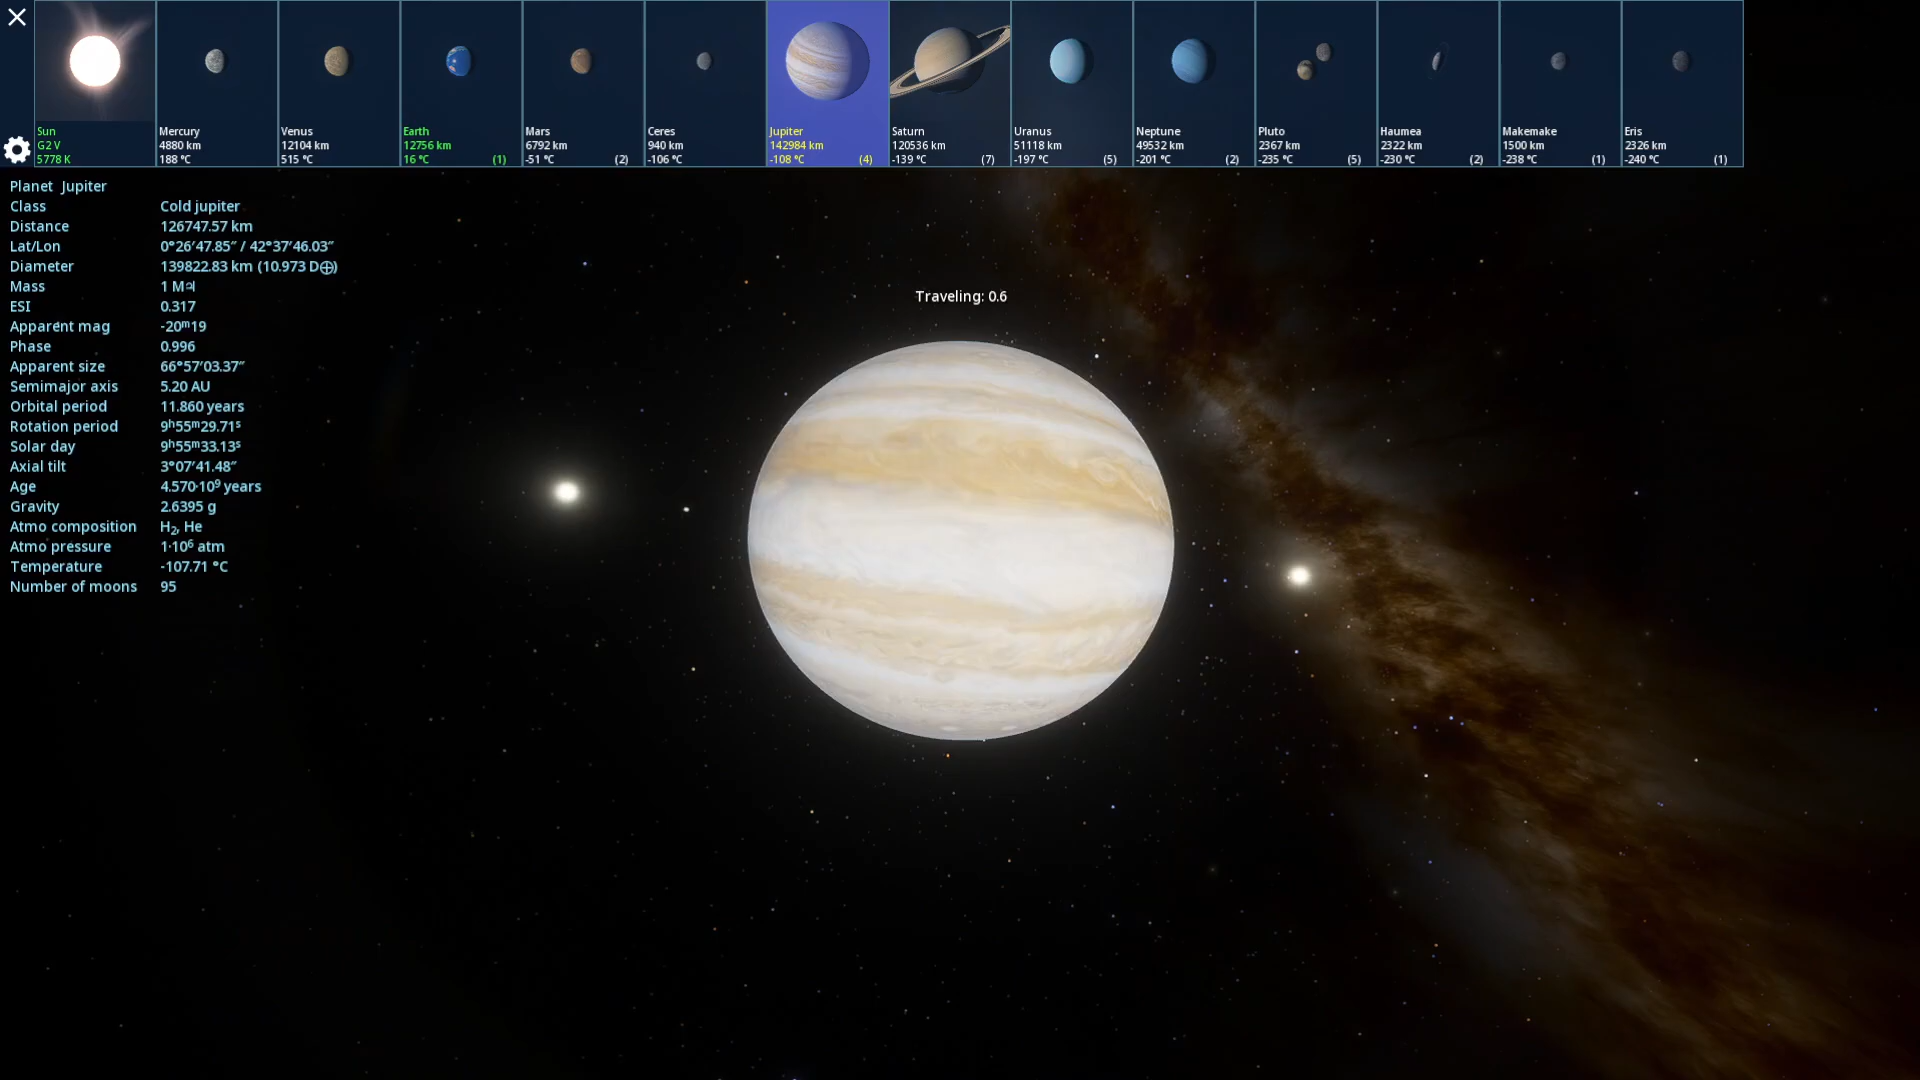 Sun
G2 V
5778 K
Mercury
4880 km
188 °C
Venus
12104 km
515 °C
Earth
12756 km
16 °C (1)
Mars
6792 km
-51 °C (2)
Ceres
940 km
-106 °C
Jupiter
142984 km
-108 °C (4)
Saturn
120536 km
-139 °C (7)
Uranus
51118 km
-197 °C (5)
Neptune
49532 km
-201 °C (2)
Pluto
2367 km
-235 °C (5)
Haumea
2322 km
-230 °C (2)
Makemake
1500 km
-238 °C (1)
Eris
2326 km
-240 °C (1)
Planet Jupiter
Class Cold jupiter
Distance 126747.57 km
Lat/Lon 0°26′47.85″ / 42°37′46.03″
Diameter 139822.83 km (10.973 D⊕)
Mass 1 M♃
ESI 0.317
Apparent mag -20ᵐ19
Phase 0.996
Apparent size 66°57′03.37″
Semimajor axis 5.20 AU
Orbital period 11.860 years
Rotation period 9ʰ55ᵐ29.71ˢ
Solar day 9ʰ55ᵐ33.13ˢ
Axial tilt 3°07′41.48″
Age 4.570·10⁹ years
Gravity 2.6395 g
Atmo composition H₂, He
Atmo pressure 1·10⁶ atm
Temperature -107.71 °C
Number of moons 95
Traveling: 0.6